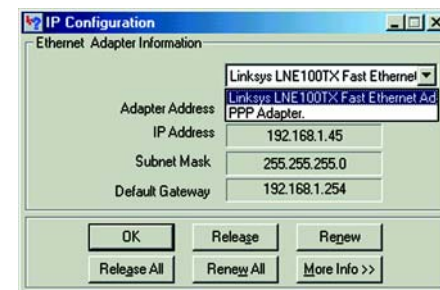 IP Configuration
Ethernet Adapter Information
Linksys LNE100TX Fast Ethernet
Linksys LNE100TX Fast Ethernet Ad
PPP Adapter.
Adapter Address
IP Address 192.168.1.45
Subnet Mask 255.255.255.0
Default Gateway 192.168.1.254
OK Release Renew
Release All Renew All More Info >>